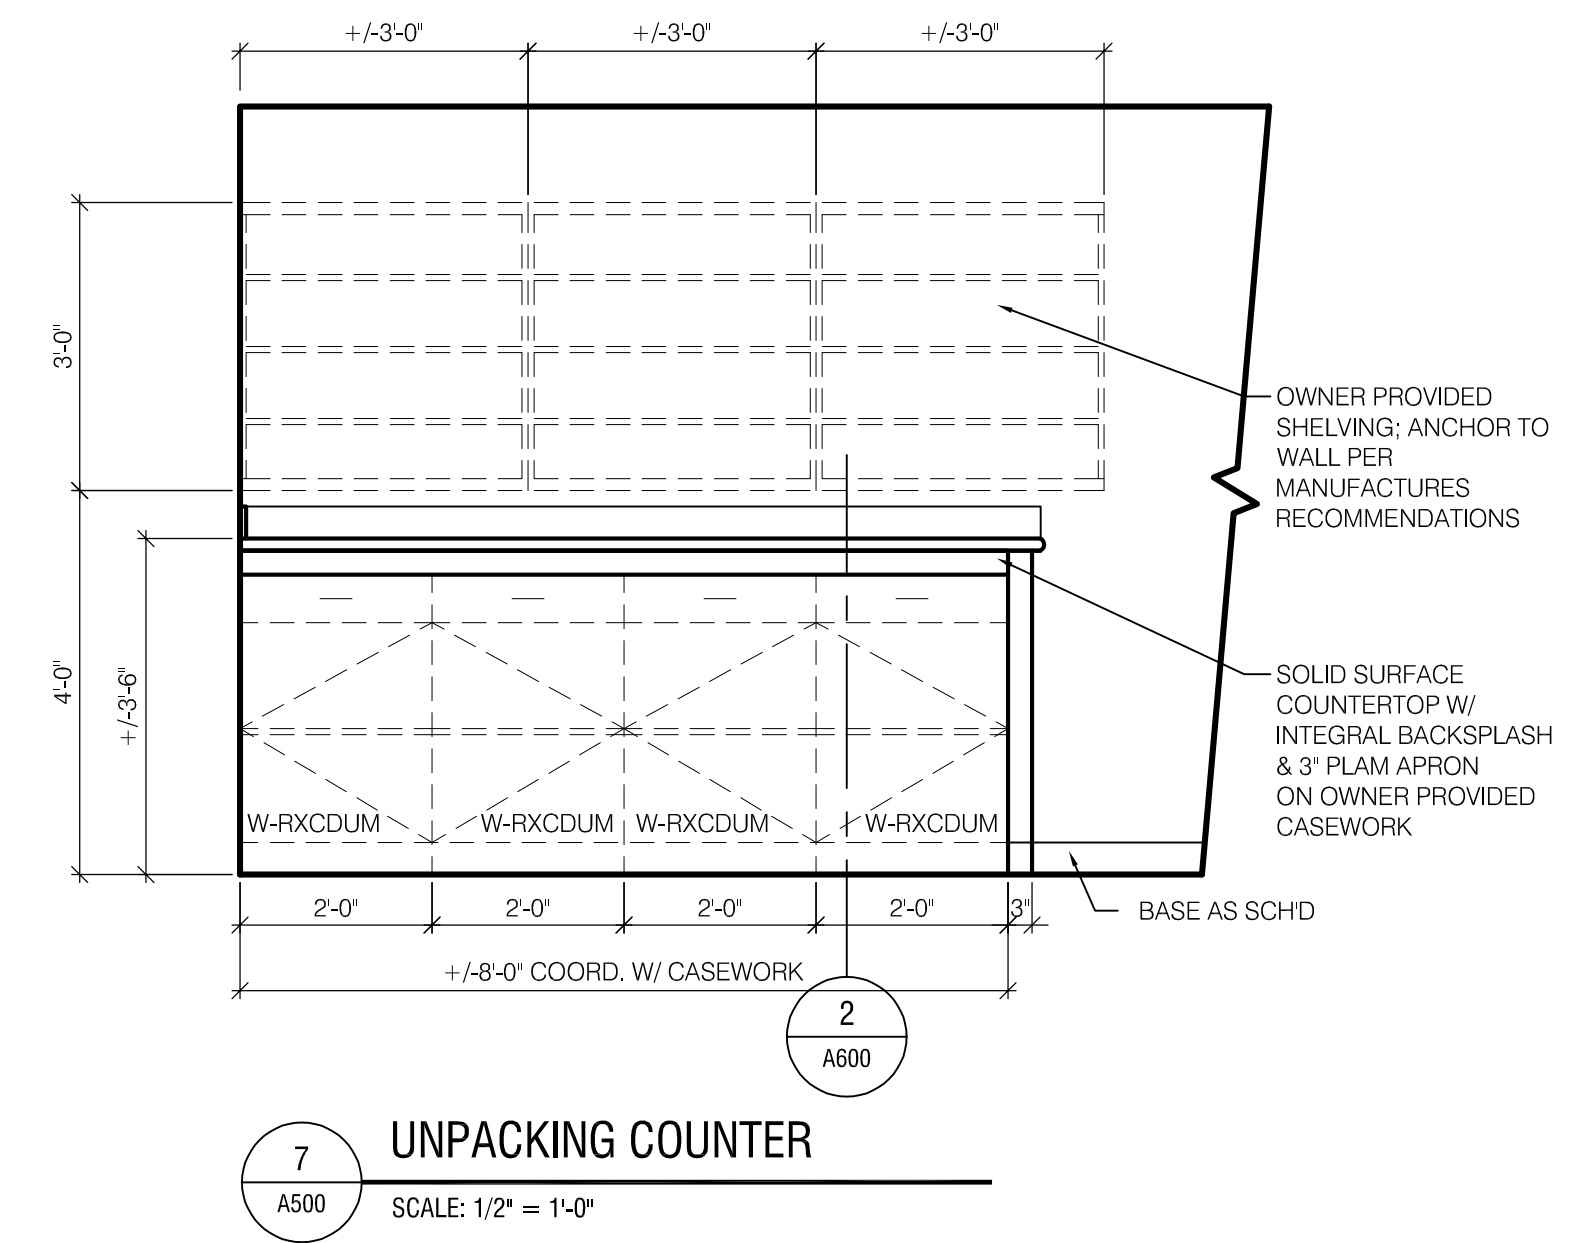 +/-3'-0" +/-3'-0" +/-3'-0"
3'-0"
OWNER PROVIDED
SHELVING; ANCHOR TO
WALL PER
MANUFACTURES
RECOMMENDATIONS
4'-0"
+/-3'-6"
SOLID SURFACE
COUNTERTOP W/
INTEGRAL BACKSPLASH
& 3" PLAM APRON
ON OWNER PROVIDED
CASEWORK
W-RXCDUM W-RXCDUM W-RXCDUM W-RXCDUM
BASE AS SCH'D
2'-0" 2'-0" 2'-0" 2'-0" 3"
+/-8'-0" COORD. W/ CASEWORK
2
A600
7
A500
UNPACKING COUNTER
SCALE: 1/2" = 1'-0"